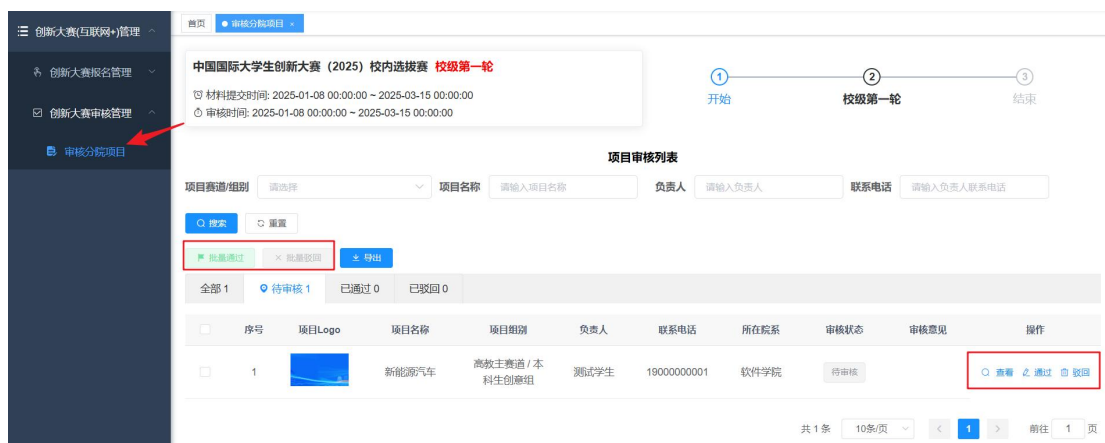 创新大赛(互联网+)管理
创新大赛报名管理
创新大赛审核管理
审核分院项目
首页 审核分院项目 ×
中国国际大学生创新大赛（2025）校内选拔赛 校级第一轮
材料提交时间: 2025-01-08 00:00:00 ~ 2025-03-15 00:00:00
审核时间: 2025-01-08 00:00:00 ~ 2025-03-15 00:00:00
1 2 3
开始 校级第一轮 结束
项目审核列表
项目赛道/组别 请选择 项目名称 请输入项目名称 负责人 请输入负责人 联系电话 请输入负责人联系电话
搜索 重置
批量通过 批量驳回 导出
全部 1 待审核 1 已通过 0 已驳回 0
序号 项目Logo 项目名称 项目组别 负责人 联系电话 所在院系 审核状态 审核意见 操作
1 新能源汽车 高教主赛道 / 本科生创意组 测试学生 19000000001 软件学院 待审核 查看 通过 驳回
共 1 条 10条/页 < 1 > 前往 1 页